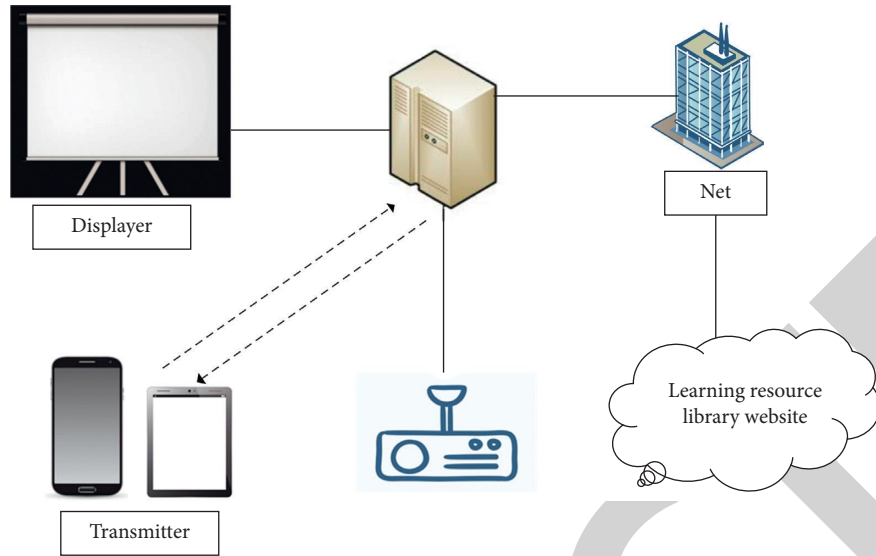 Displayer
Net
Learning resource
library website
Transmitter